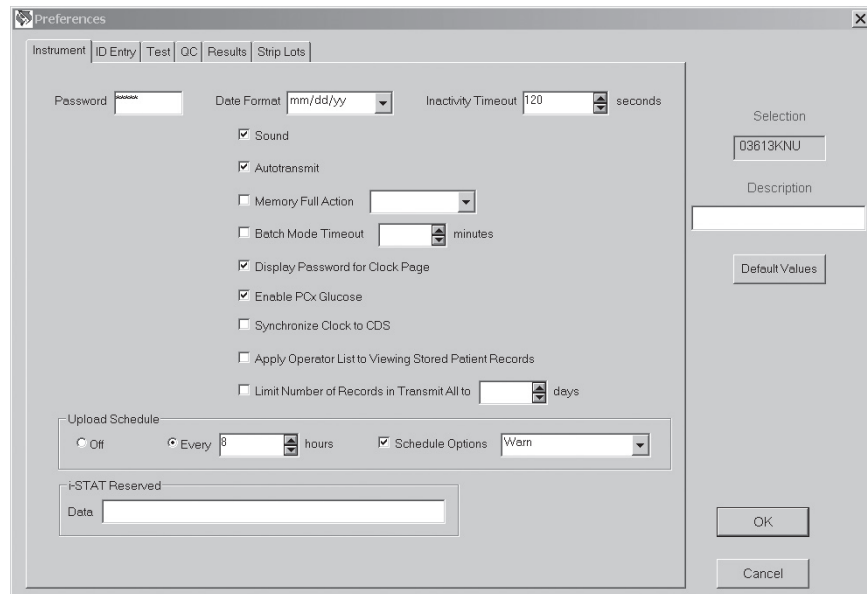 Preferences
Instrument ID Entry Test QC Results Strip Lots
Password ***** Date Format mm/dd/yy Inactivity Timeout 120 seconds
Sound
Autotransmit
Memory Full Action
Batch Mode Timeout minutes
Display Password for Clock Page
Enable PCx Glucose
Synchronize Clock to CDS
Apply Operator List to Viewing Stored Patient Records
Limit Number of Records in Transmit All to days
Upload Schedule
Off Every 8 hours Schedule Options Warn
i-STAT Reserved
Data
Selection
03613KNU
Description
Default Values
OK
Cancel